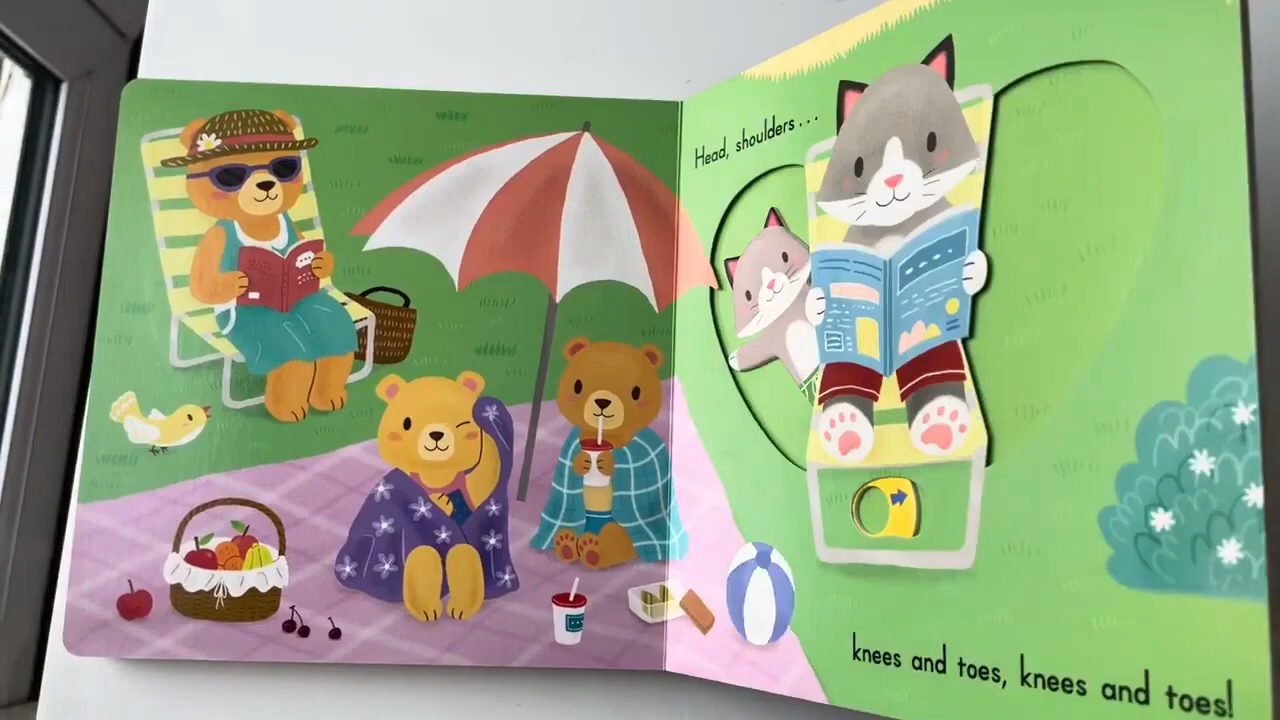 Head, shoulders...
knees and toes, knees and toes!